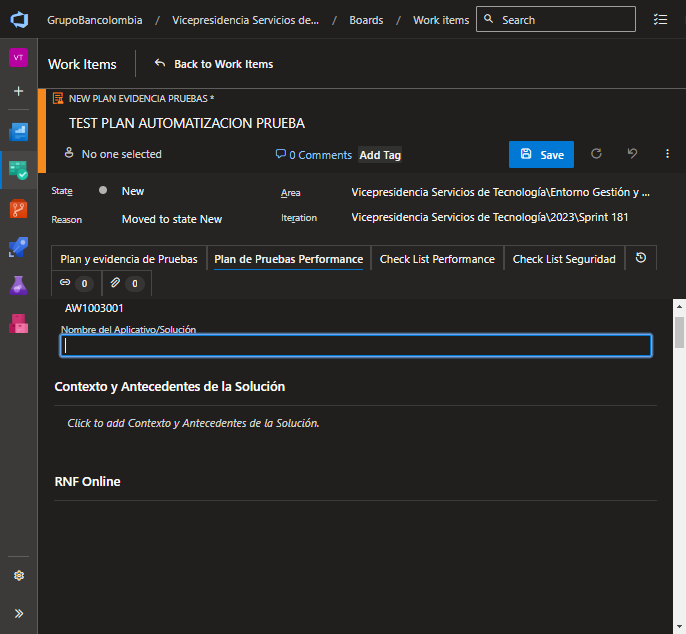 GrupoBancolombia / Vicepresidencia Servicios de... / Boards / Work items Search
VT
Work Items Back to Work Items
NEW PLAN EVIDENCIA PRUEBAS *
TEST PLAN AUTOMATIZACION PRUEBA
No one selected 0 Comments Add Tag Save
State New Area Vicepresidencia Servicios de Tecnología\Entorno Gestión y ...
Reason Moved to state New Iteration Vicepresidencia Servicios de Tecnología\2023\Sprint 181
Plan y evidencia de Pruebas Plan de Pruebas Performance Check List Performance Check List Seguridad
0 0
AW1003001
Nombre del Aplicativo/Solución
Contexto y Antecedentes de la Solución
Click to add Contexto y Antecedentes de la Solución.
RNF Online